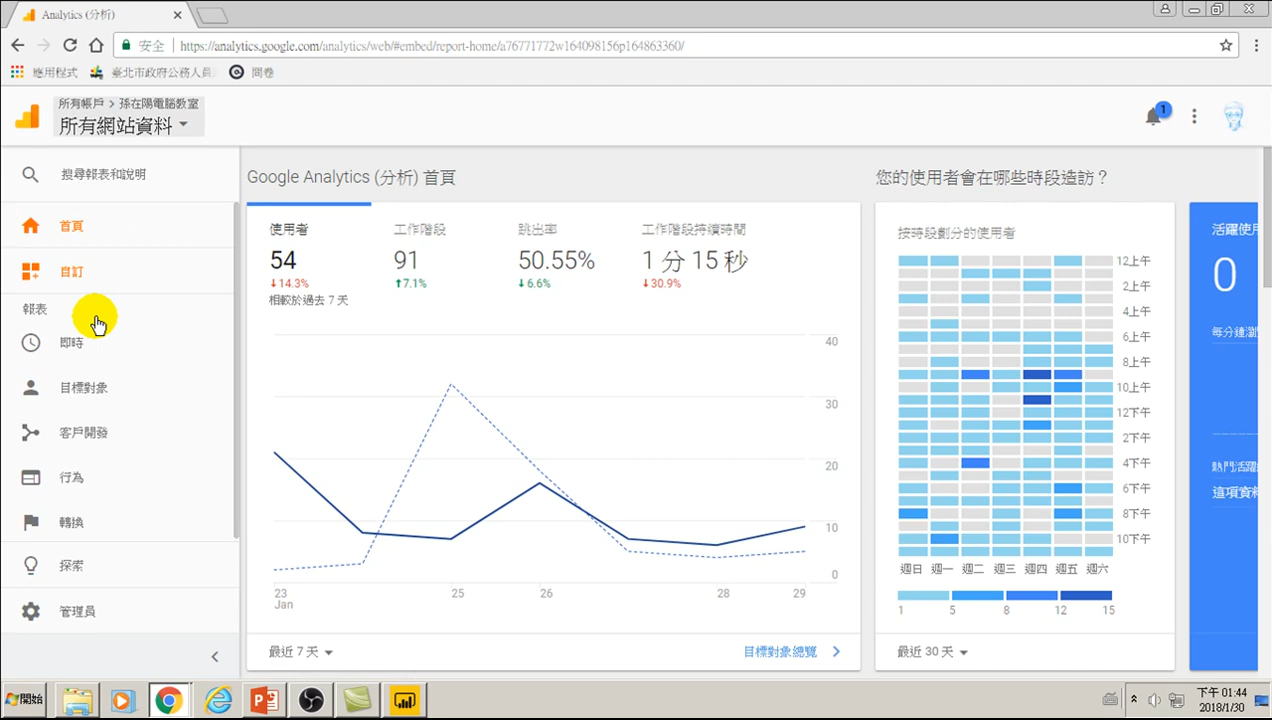 Analytics (分析)
安全
https://analytics.google.com/analytics/web/#embed/report-home/a76771772w164098156p164863360/
應用程式
臺北市政府公務人員
問卷
所有帳戶 > 孫在陽電腦教室
所有網站資料
1
搜尋報表和說明
首頁
自訂
報表
即時
目標對象
客戶開發
行為
轉換
探索
管理員
Google Analytics (分析) 首頁
使用者
54
↓14.3%
相較於過去 7 天
工作階段
91
↑7.1%
跳出率
50.55%
↓6.6%
工作階段持續時間
1 分 15 秒
↓30.9%
40
30
20
10
0
23
Jan
25
26
28
29
最近 7 天
目標對象總覽
您的使用者會在哪些時段造訪？
按時段劃分的使用者
12上午
2上午
4上午
6上午
8上午
10上午
12下午
2下午
4下午
6下午
8下午
10下午
週日 週一 週二 週三 週四 週五 週六
1 5 8 12 15
最近 30 天
活躍使用
0
每分鐘瀏
熱門活躍
這項資料
開始
下午 01:44
2018/1/30